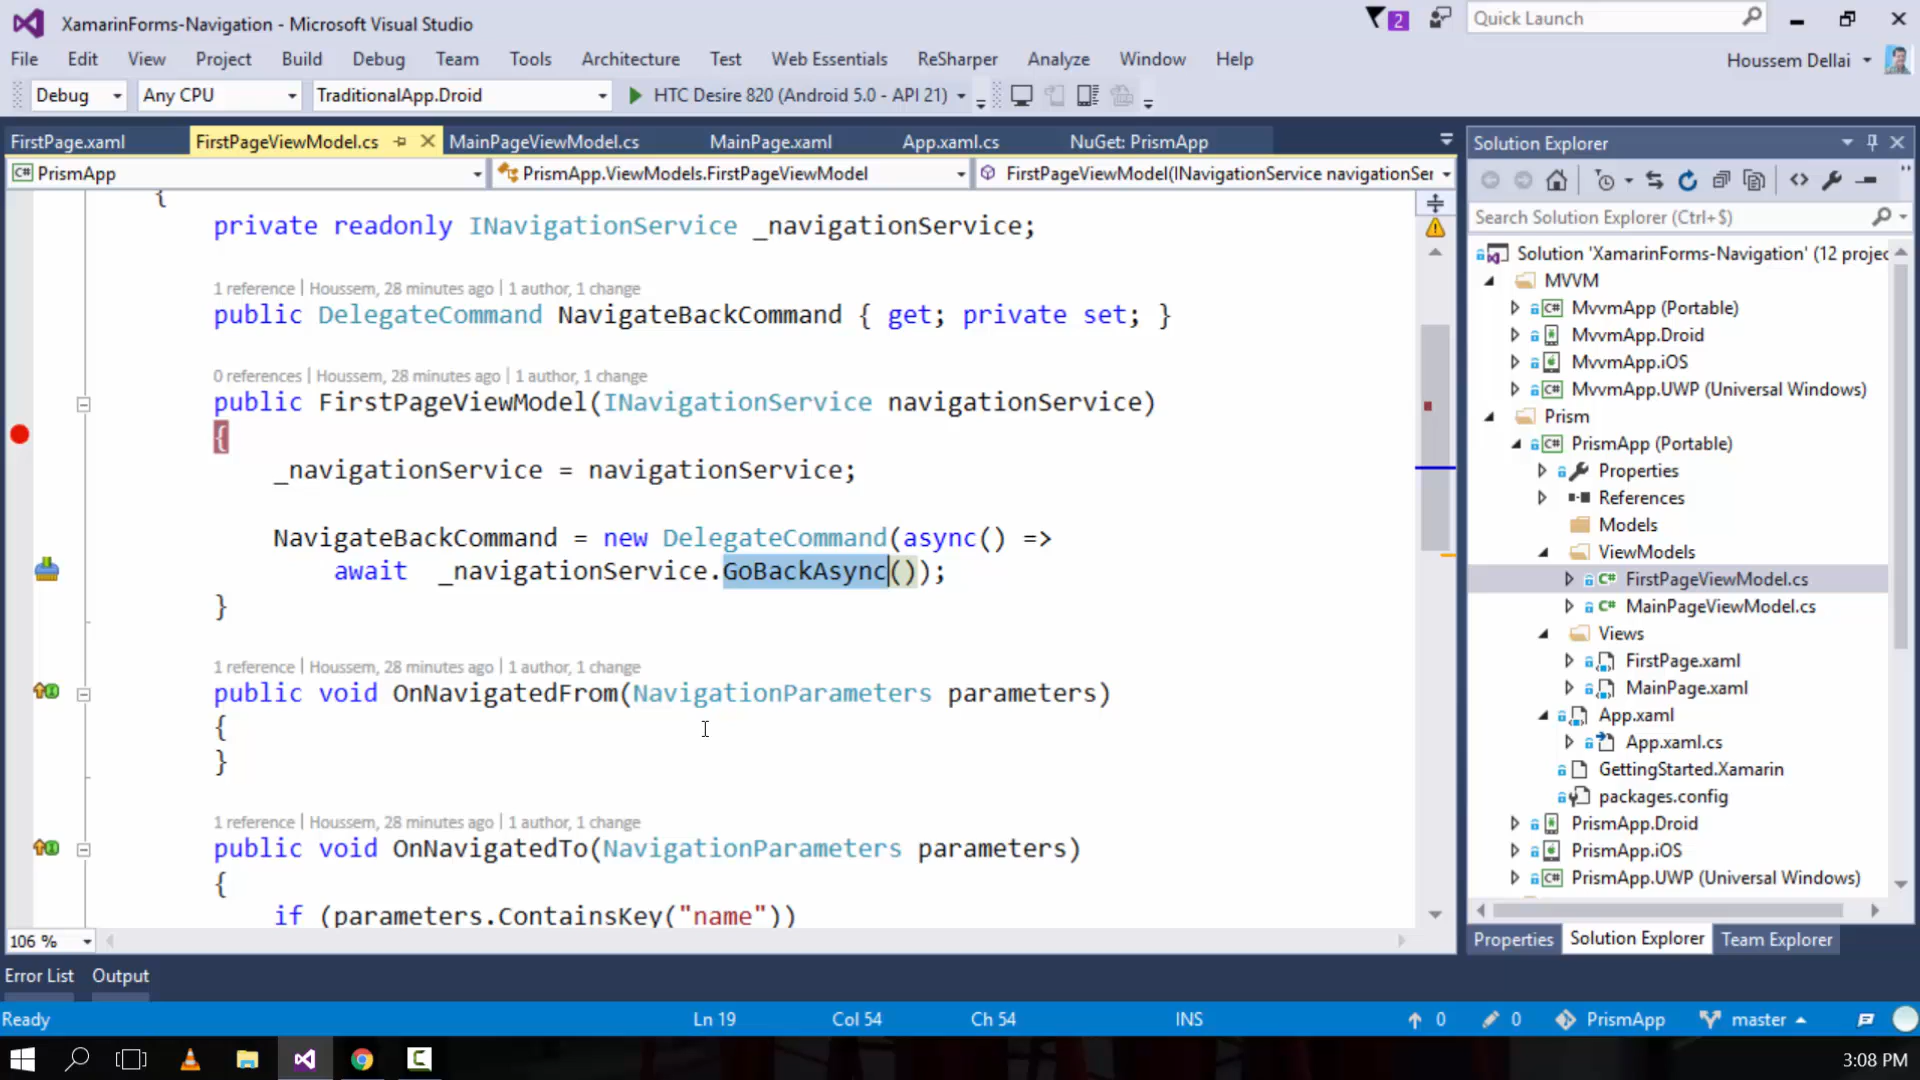 XamarinForms-Navigation - Microsoft Visual Studio
2
Quick Launch
File Edit View Project Build Debug Team Tools Architecture Test Web Essentials ReSharper Analyze Window Help
Houssem Dellai
Debug Any CPU TraditionalApp.Droid HTC Desire 820 (Android 5.0 - API 21)
FirstPage.xaml FirstPageViewModel.cs MainPageViewModel.cs MainPage.xaml App.xaml.cs NuGet: PrismApp
C# PrismApp PrismApp.ViewModels.FirstPageViewModel FirstPageViewModel(INavigationService navigationSer
{
private readonly INavigationService _navigationService;
1 reference | Houssem, 28 minutes ago | 1 author, 1 change
public DelegateCommand NavigateBackCommand { get; private set; }
0 references | Houssem, 28 minutes ago | 1 author, 1 change
public FirstPageViewModel(INavigationService navigationService)
{
_navigationService = navigationService;
NavigateBackCommand = new DelegateCommand(async() =>
await _navigationService.GoBackAsync());
}
1 reference | Houssem, 28 minutes ago | 1 author, 1 change
public void OnNavigatedFrom(NavigationParameters parameters)
{
}
1 reference | Houssem, 28 minutes ago | 1 author, 1 change
public void OnNavigatedTo(NavigationParameters parameters)
{
if (parameters.ContainsKey("name"))
106 %
Solution Explorer
Search Solution Explorer (Ctrl+$)
Solution 'XamarinForms-Navigation' (12 projec
MVVM
C# MvvmApp (Portable)
MvvmApp.Droid
MvvmApp.iOS
C# MvvmApp.UWP (Universal Windows)
Prism
C# PrismApp (Portable)
Properties
References
Models
ViewModels
C# FirstPageViewModel.cs
C# MainPageViewModel.cs
Views
FirstPage.xaml
MainPage.xaml
App.xaml
App.xaml.cs
GettingStarted.Xamarin
packages.config
PrismApp.Droid
PrismApp.iOS
C# PrismApp.UWP (Universal Windows)
Properties Solution Explorer Team Explorer
Error List Output
Ready Ln 19 Col 54 Ch 54 INS 0 0 PrismApp master
3:08 PM